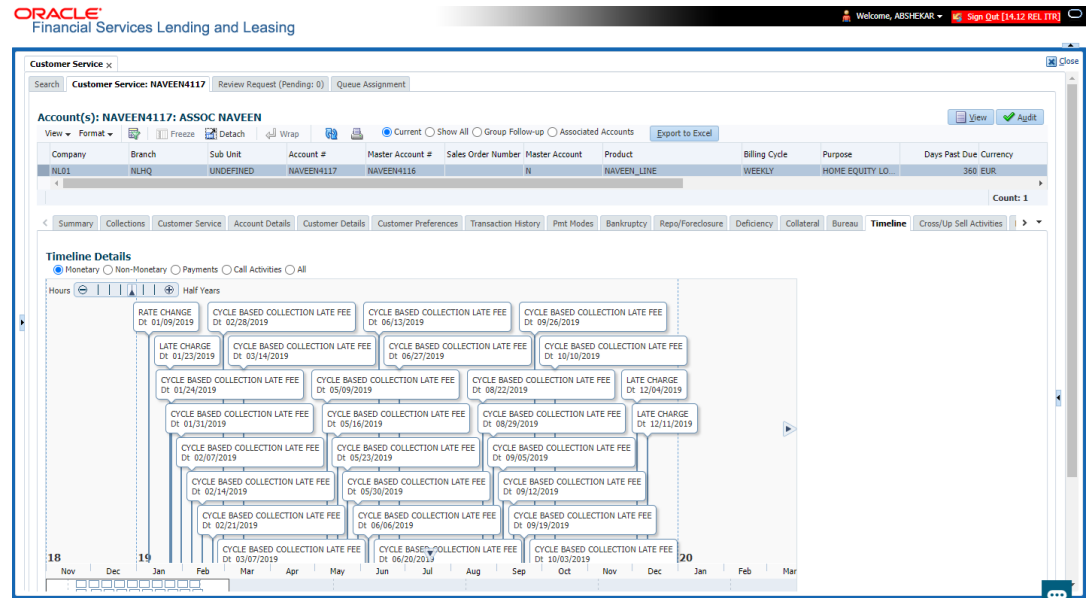 ORACLE
Financial Services Lending and Leasing
Welcome, ABSHEKAR
Sign Out [14.12 REL ITR]
Customer Service x
Close
Search Customer Service: NAVEEN4117 Review Request (Pending: 0) Queue Assignment
Account(s): NAVEEN4117: ASSOC NAVEEN
View Audit
View Format Freeze Detach Wrap Current Show All Group Follow-up Associated Accounts Export to Excel
Company Branch Sub Unit Account # Master Account # Sales Order Number Master Account Product Billing Cycle Purpose Days Past Due Currency
NL01 NLHQ UNDEFINED NAVEEN4117 NAVEEN4116 N NAVEEN_LINE WEEKLY HOME EQUITY LO... 360 EUR
Count: 1
Summary Collections Customer Service Account Details Customer Details Customer Preferences Transaction History Pmt Modes Bankruptcy Repo/Foreclosure Deficiency Collateral Bureau Timeline Cross/Up Sell Activities
Timeline Details
Monetary Non-Monetary Payments Call Activities All
Hours Half Years
RATE CHANGE
Dt 01/09/2019
CYCLE BASED COLLECTION LATE FEE
Dt 02/28/2019
CYCLE BASED COLLECTION LATE FEE
Dt 06/13/2019
CYCLE BASED COLLECTION LATE FEE
Dt 09/26/2019
LATE CHARGE
Dt 01/23/2019
CYCLE BASED COLLECTION LATE FEE
Dt 03/14/2019
CYCLE BASED COLLECTION LATE FEE
Dt 06/27/2019
CYCLE BASED COLLECTION LATE FEE
Dt 10/10/2019
CYCLE BASED COLLECTION LATE FEE
Dt 01/24/2019
CYCLE BASED COLLECTION LATE FEE
Dt 05/09/2019
CYCLE BASED COLLECTION LATE FEE
Dt 08/22/2019
LATE CHARGE
Dt 12/04/2019
CYCLE BASED COLLECTION LATE FEE
Dt 01/31/2019
CYCLE BASED COLLECTION LATE FEE
Dt 05/16/2019
CYCLE BASED COLLECTION LATE FEE
Dt 08/29/2019
LATE CHARGE
Dt 12/11/2019
CYCLE BASED COLLECTION LATE FEE
Dt 02/07/2019
CYCLE BASED COLLECTION LATE FEE
Dt 05/23/2019
CYCLE BASED COLLECTION LATE FEE
Dt 09/05/2019
CYCLE BASED COLLECTION LATE FEE
Dt 02/14/2019
CYCLE BASED COLLECTION LATE FEE
Dt 05/30/2019
CYCLE BASED COLLECTION LATE FEE
Dt 09/12/2019
CYCLE BASED COLLECTION LATE FEE
Dt 02/21/2019
CYCLE BASED COLLECTION LATE FEE
Dt 06/06/2019
CYCLE BASED COLLECTION LATE FEE
Dt 09/19/2019
CYCLE BASED COLLECTION LATE FEE
Dt 03/07/2019
CYCLE BASED COLLECTION LATE FEE
Dt 06/20/2019
CYCLE BASED COLLECTION LATE FEE
Dt 10/03/2019
18 19 20
Nov Dec Jan Feb Mar Apr May Jun Jul Aug Sep Oct Nov Dec Jan Feb Mar